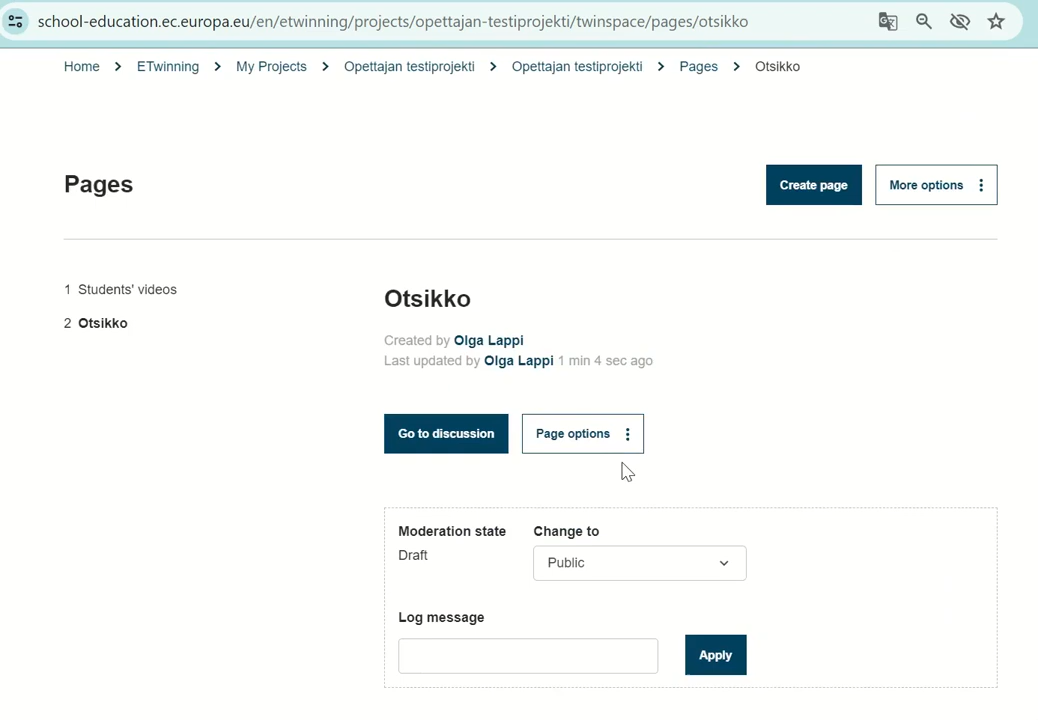 school-education.ec.europa.eu/en/etwinning/projects/opettajan-testiprojekti/twinspace/pages/otsikko
Home > ETwinning > My Projects > Opettajan testiprojekti > Opettajan testiprojekti > Pages > Otsikko
Pages
Create page
More options
1 Students' videos
2 Otsikko
Otsikko
Created by Olga Lappi
Last updated by Olga Lappi 1 min 4 sec ago
Go to discussion
Page options
Moderation state
Draft
Change to
Public
Log message
Apply